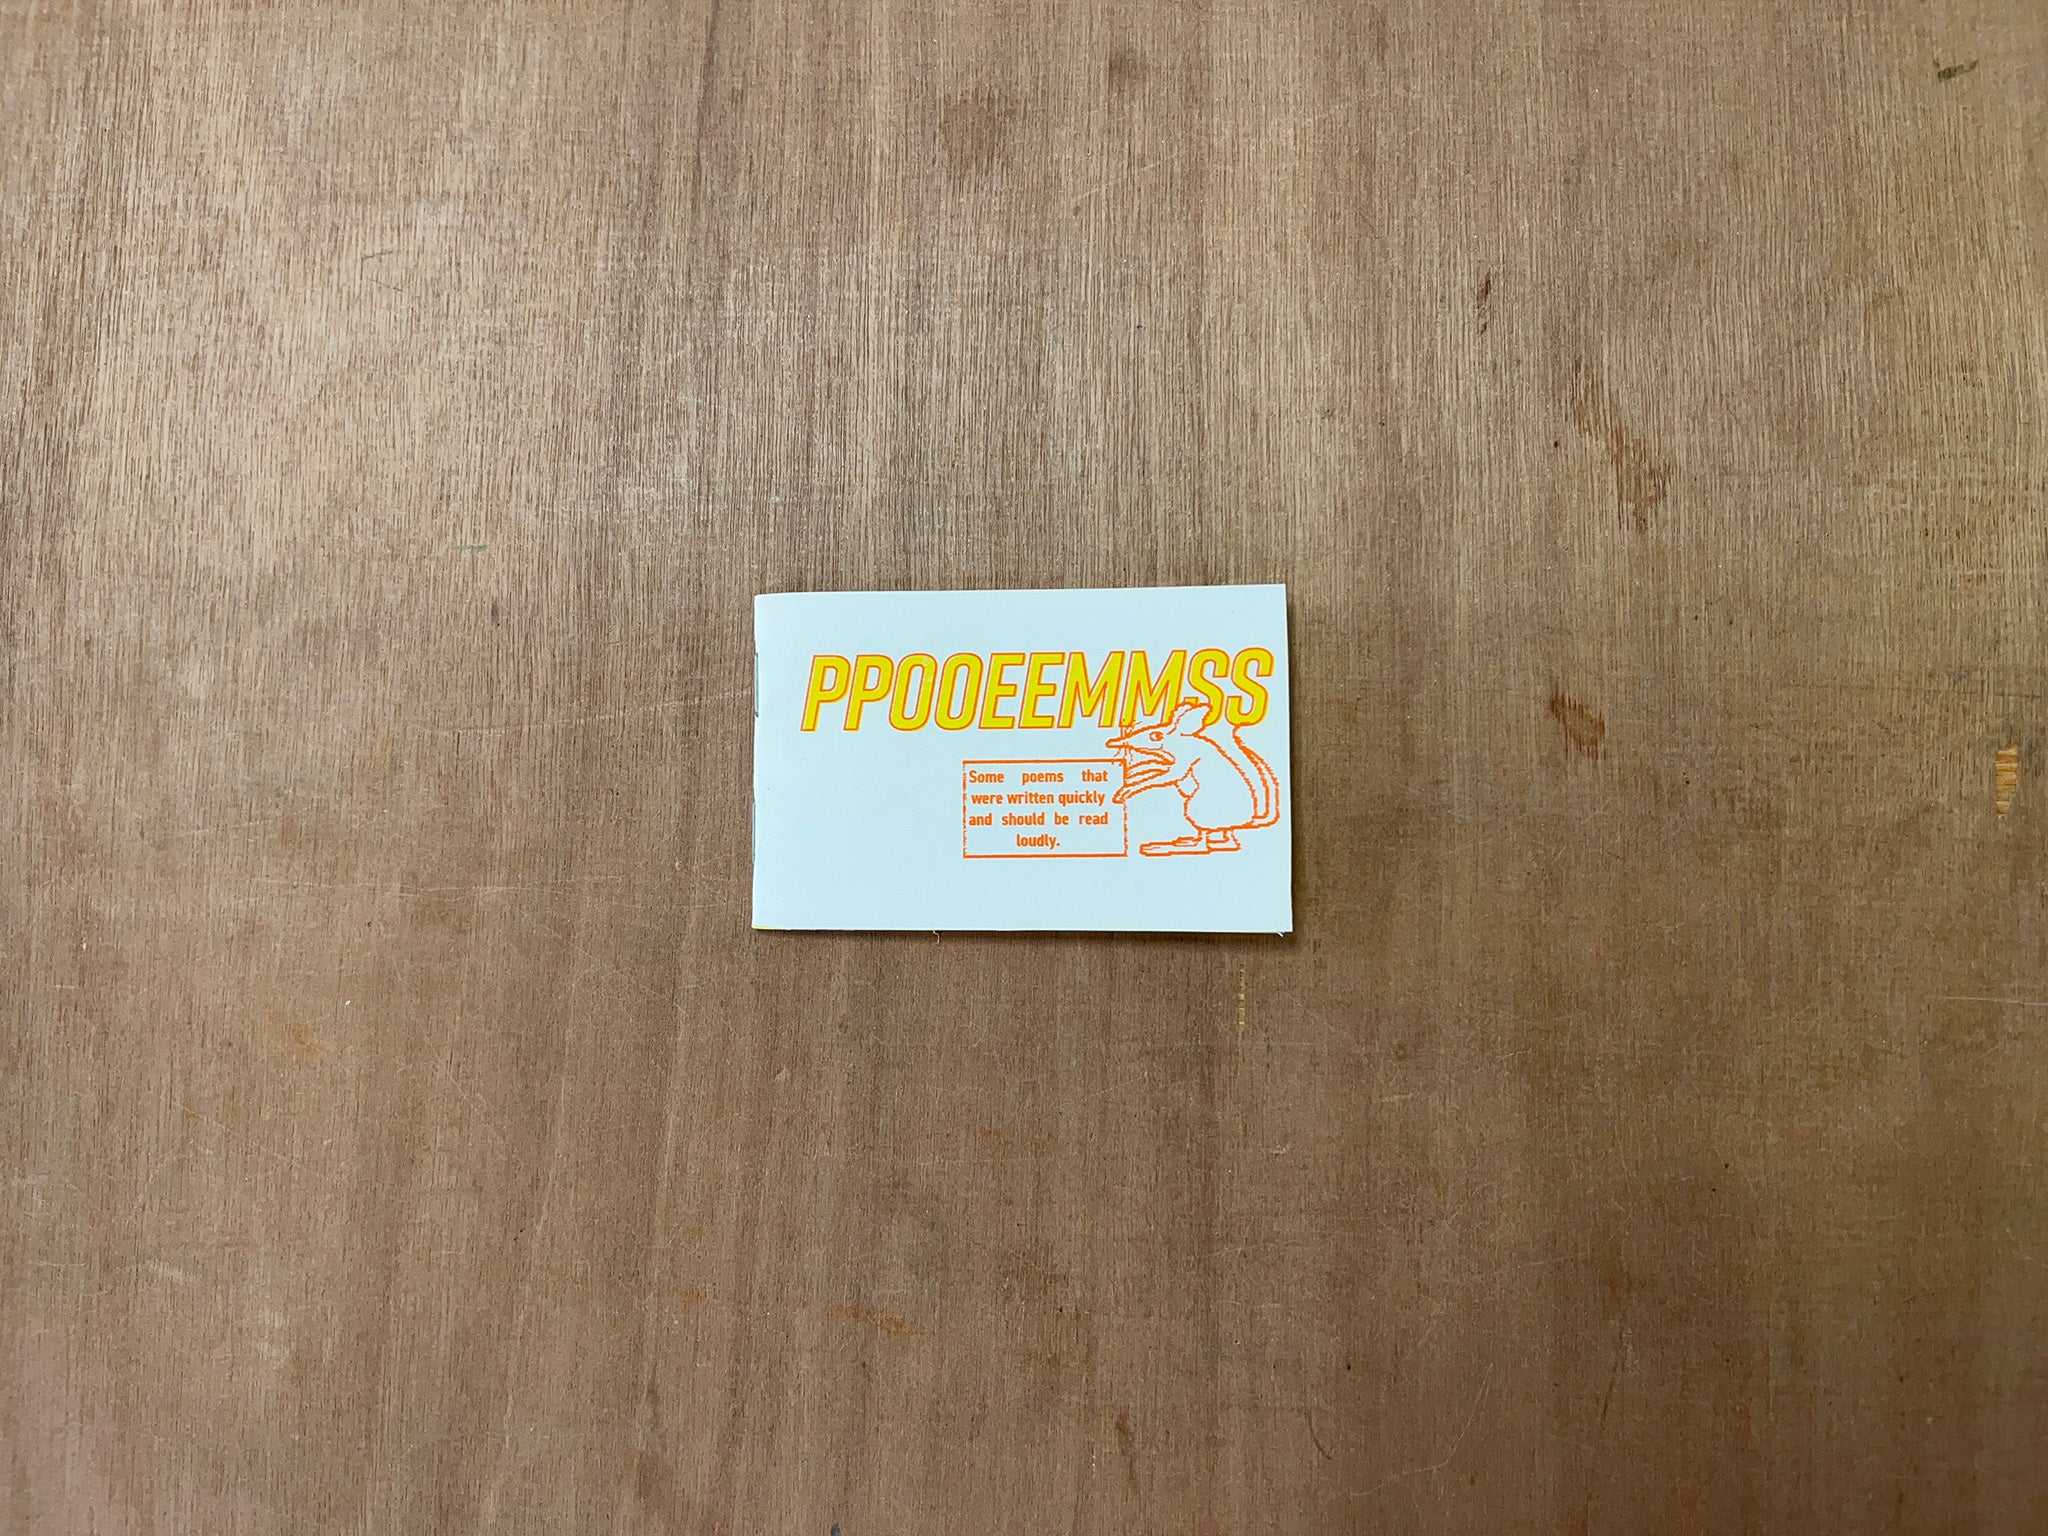 PPOOEEMMSS
Some poems that
were written quickly
and should be read
loudly.